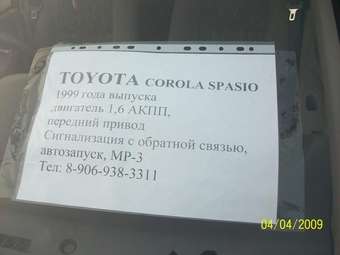 TOYOTA COROLA SPASIO
1999 года выпуска
двигатель 1,6 АКПП,
передний привод
Сигнализация с обратной связью,
автозапуск, МР-3
Тел: 8-906-938-3311
04/04/2009